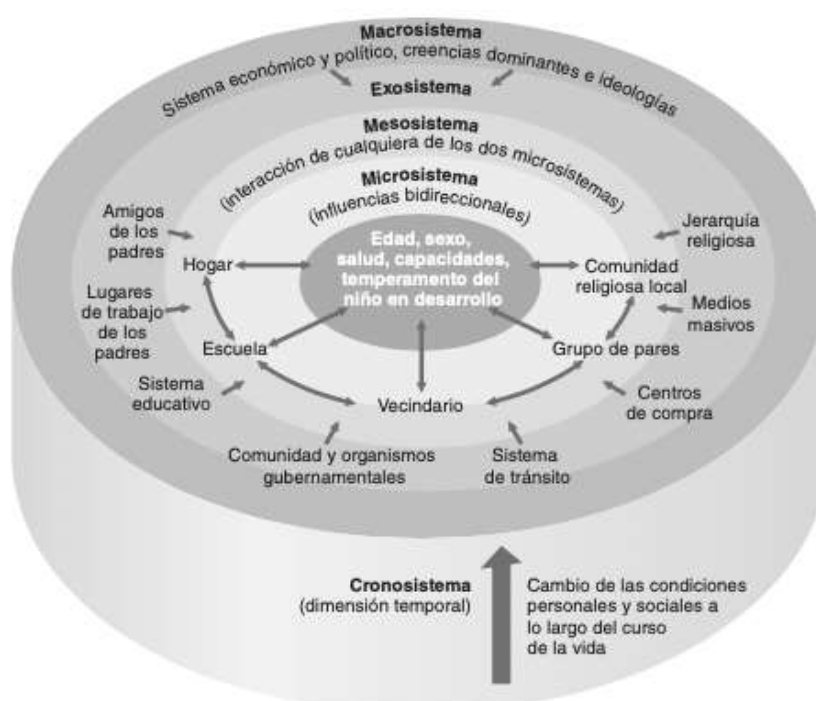 Macrosistema
Sistema económico y político, creencias dominantes e ideologías
Exosistema
Mesosistema
(interacción de cualquiera de los dos microsistemas)
Microsistema
(influencias bidireccionales)
Edad, sexo,
salud, capacidades,
temperamento del
niño en desarrollo
Amigos
de los
padres
Jerarquía
religiosa
Hogar
Comunidad
religiosa local
Lugares
de trabajo
de los
padres
Medios
masivos
Escuela
Grupo de pares
Sistema
educativo
Vecindario
Centros
de compra
Comunidad y organismos
gubernamentales
Sistema
de tránsito
Cronosistema
(dimensión temporal)
Cambio de las condiciones
personales y sociales a
lo largo del curso
de la vida